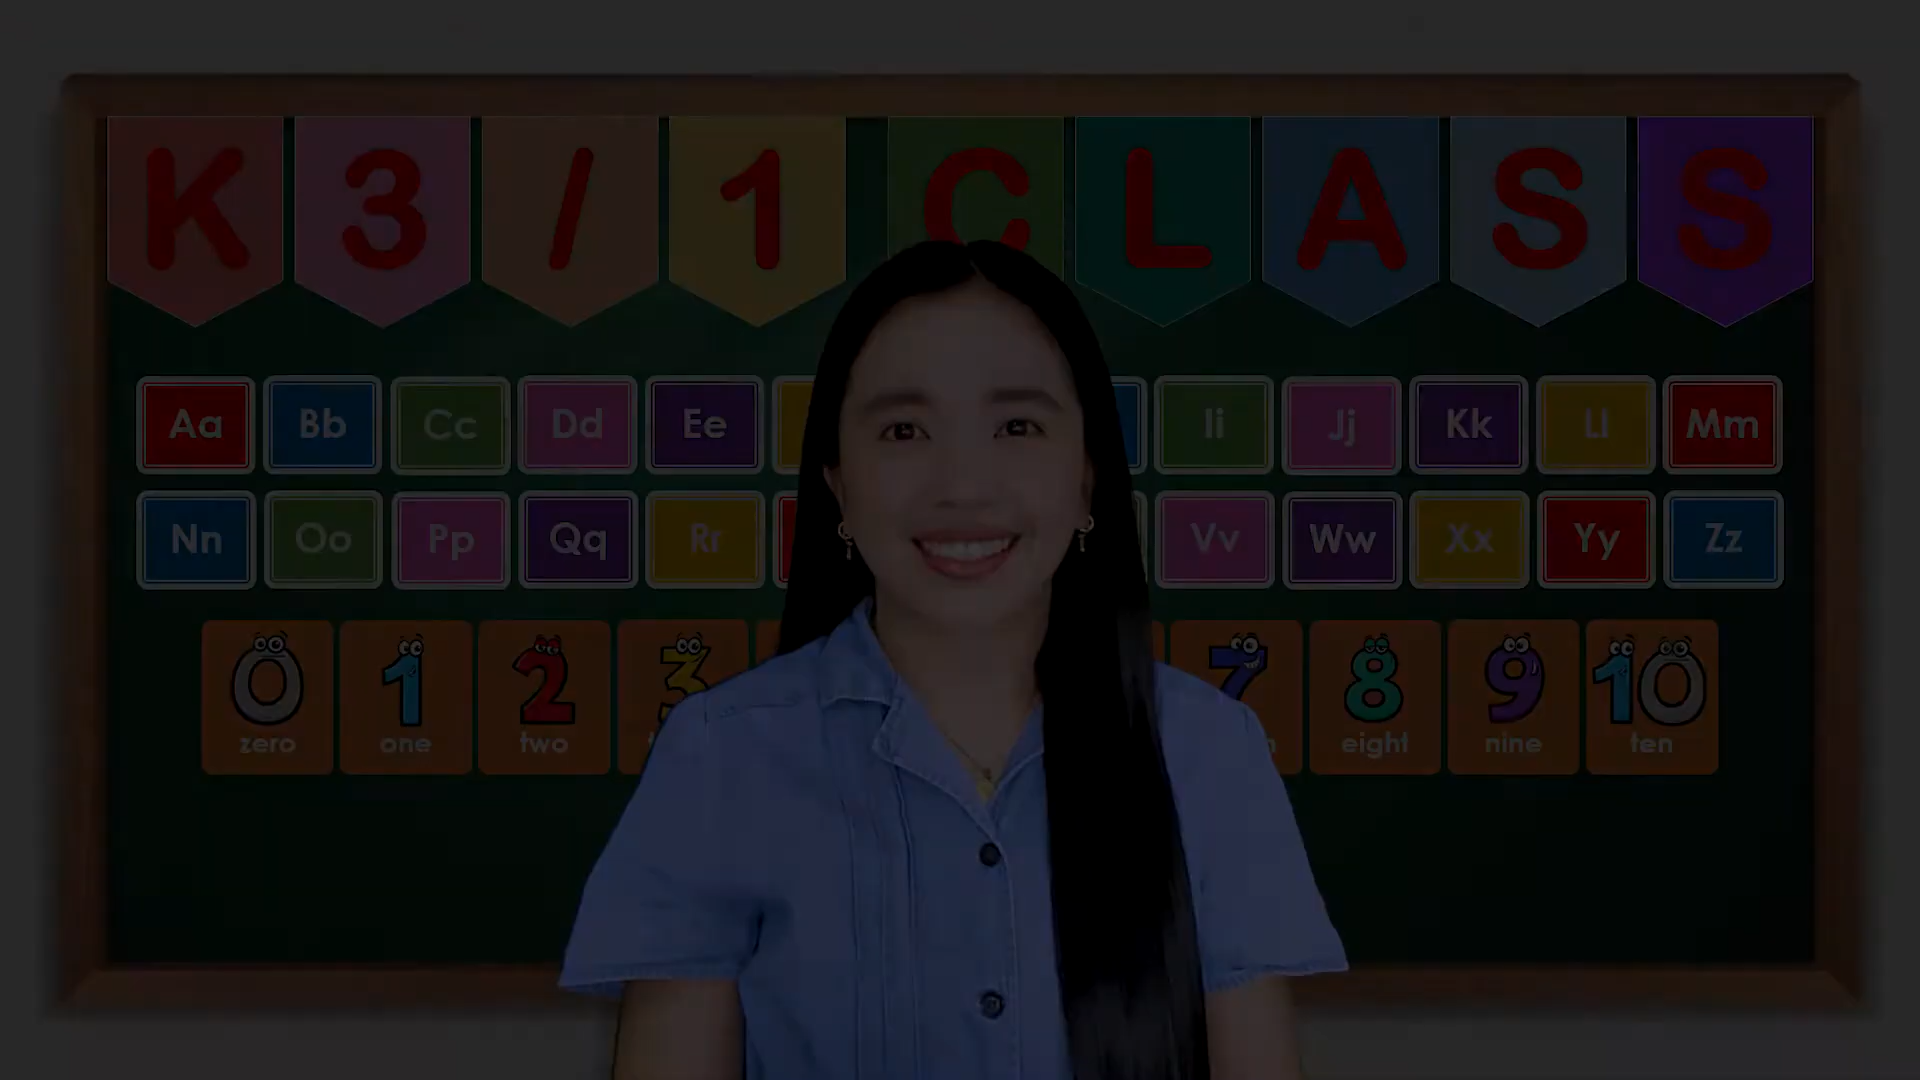 K3/1 CLASS
Aa Bb Cc Dd Ee Ii Jj Kk Ll Mm
Nn Oo Pp Qq Rr Vv Ww Xx Yy Zz
0 1 2 3 7 8 9 10
zero one two eight nine ten